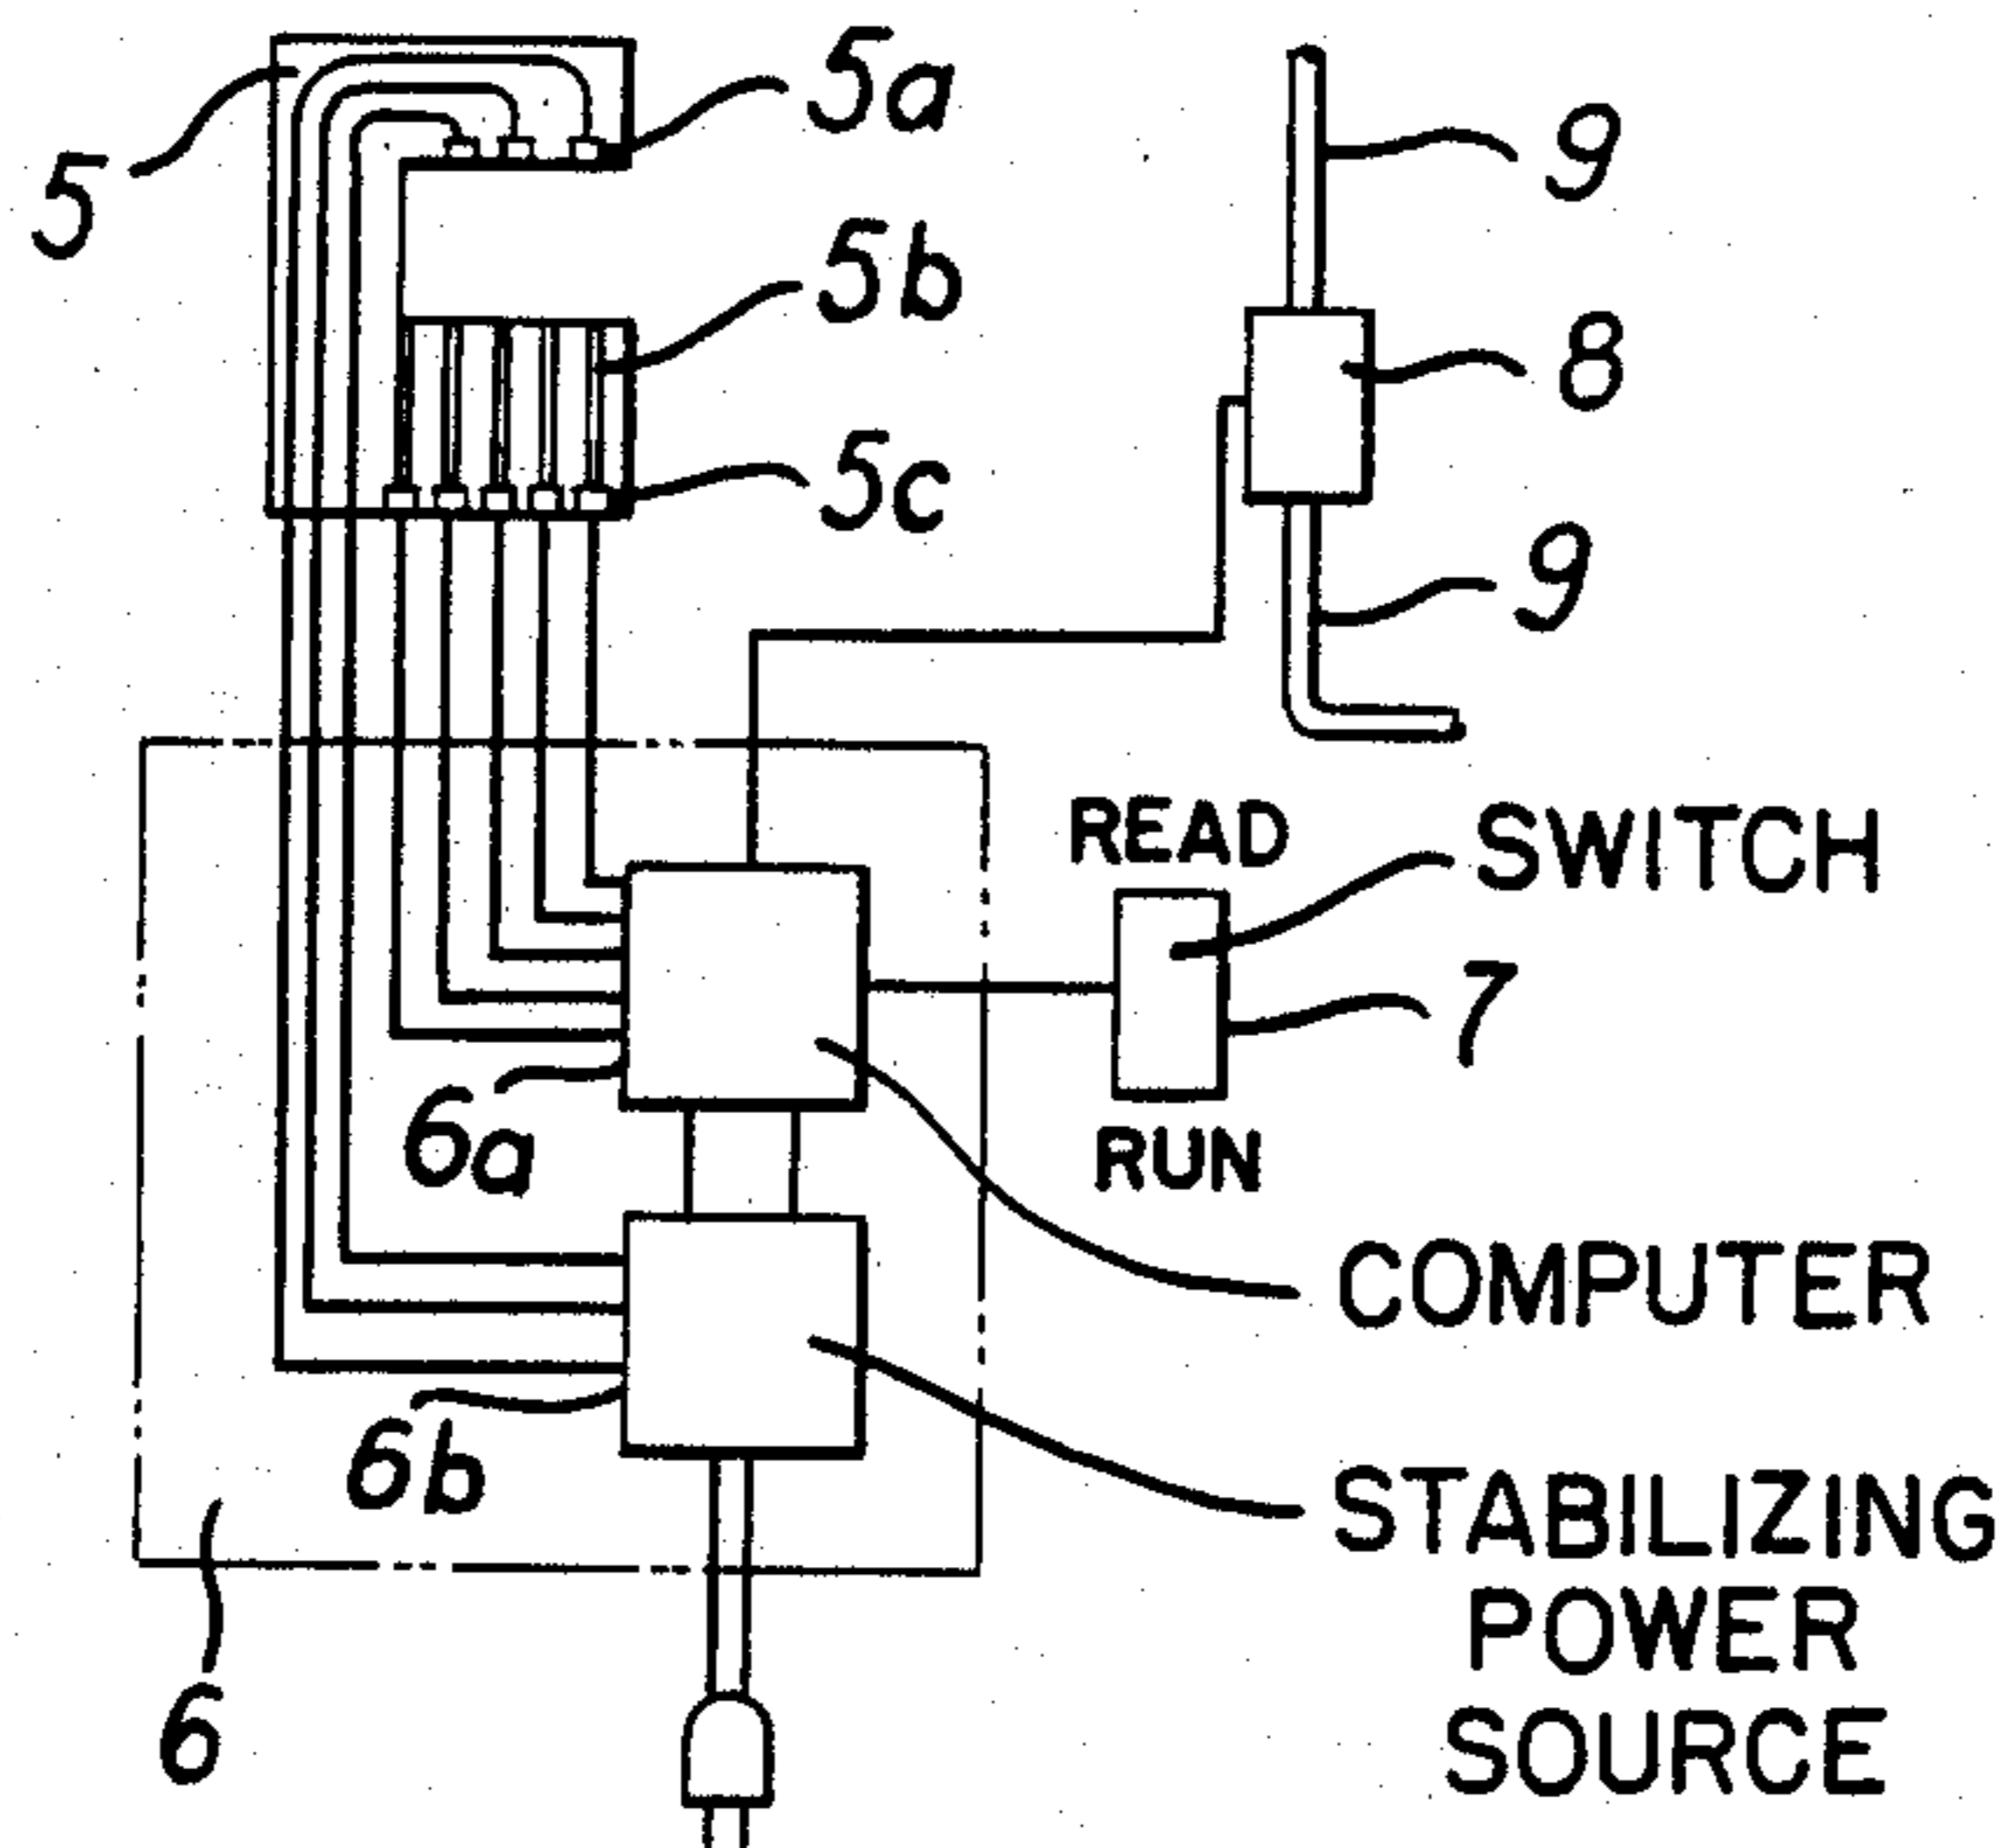 5a
9
5
5b
8
5c
9
READ
SWITCH
7
6a
RUN
COMPUTER
6b
STABILIZING
POWER
SOURCE
6